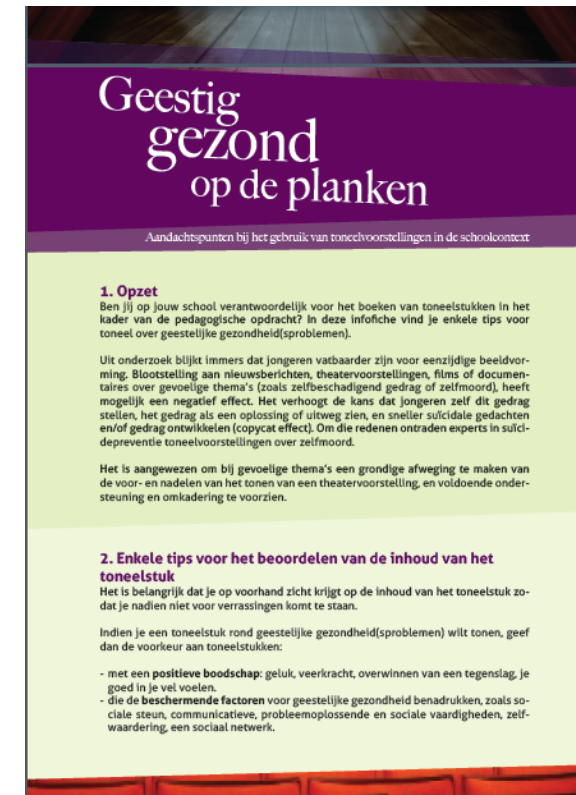 Geestig
gezond
op de planken
Aandachtspunten bij het gebruik van toneelvoorstellingen in de schoolcontext
1. Opzet
Ben jij op jouw school verantwoordelijk voor het boeken van toneelstukken in het
kader van de pedagogische opdracht? In deze infofiche vind je enkele tips voor
toneel over geestelijke gezondheid(sproblemen).
Uit onderzoek blijkt immers dat jongeren vatbaarder zijn voor eenzijdige beeldvor-
ming. Blootstelling aan nieuwsberichten, theatervoorstellingen, films of documen-
taires over gevoelige thema's (zoals zelfbeschadigend gedrag of zelfmoord), heeft
mogelijk een negatief effect. Het verhoogt de kans dat jongeren zelf dit gedrag
stellen, het gedrag als een oplossing of uitweg zien, en sneller suïcidale gedachten
en/of gedrag ontwikkelen (copycat effect). Om die redenen ontraden experts in suïci-
depreventie toneelvoorstellingen over zelfmoord.
Het is aangewezen om bij gevoelige thema's een grondige afweging te maken van
de voor- en nadelen van het tonen van een theatervoorstelling, en voldoende onder-
steuning en omkadering te voorzien.
2. Enkele tips voor het beoordelen van de inhoud van het
toneelstuk
Het is belangrijk dat je op voorhand zicht krijgt op de inhoud van het toneelstuk zo-
dat je nadien niet voor verrassingen komt te staan.
Indien je een toneelstuk rond geestelijke gezondheid(sproblemen) wilt tonen, geef
dan de voorkeur aan toneelstukken:
- met een positieve boodschap: geluk, veerkracht, overwinnen van een tegenslag, je
goed in je vel voelen.
- die de beschermende factoren voor geestelijke gezondheid benadrukken, zoals so-
ciale steun, communicatieve, probleemoplossende en sociale vaardigheden, zelf-
waardering, een sociaal netwerk.